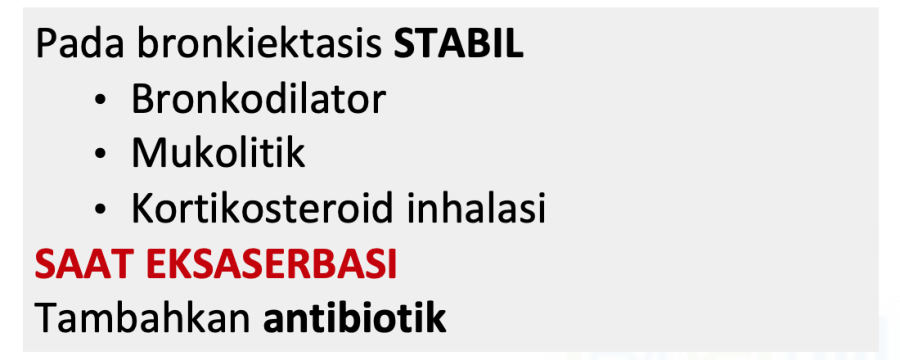 Pada bronkiektasis STABIL
• Bronkodilator
• Mukolitik
• Kortikosteroid inhalasi
SAAT EKSASERBASI
Tambahkan antibiotik